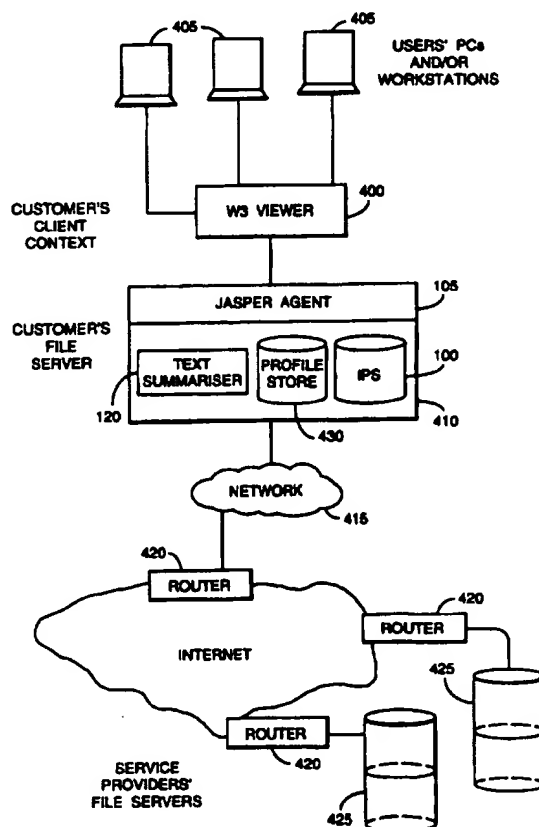 405
405
USERS' PCs
AND/OR
WORKSTATIONS
W3 VIEWER
400
CUSTOMER'S
CLIENT
CONTEXT
JASPER AGENT
105
CUSTOMER'S
FILE
SERVER
TEXT
SUMMARISER
PROFILE
STORE
IPS
100
120
430
410
NETWORK
415
420
ROUTER
420
ROUTER
INTERNET
425
ROUTER
420
SERVICE
PROVIDERS'
FILE SERVERS
425